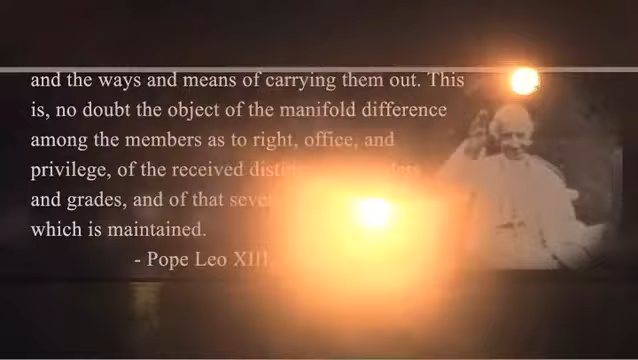 and the ways and means of carrying them out. This
is, no doubt the object of the manifold difference
among the members as to right, office, and
privilege, of the received
and grades, and of that
which is maintained.
- Pope Leo XIII,